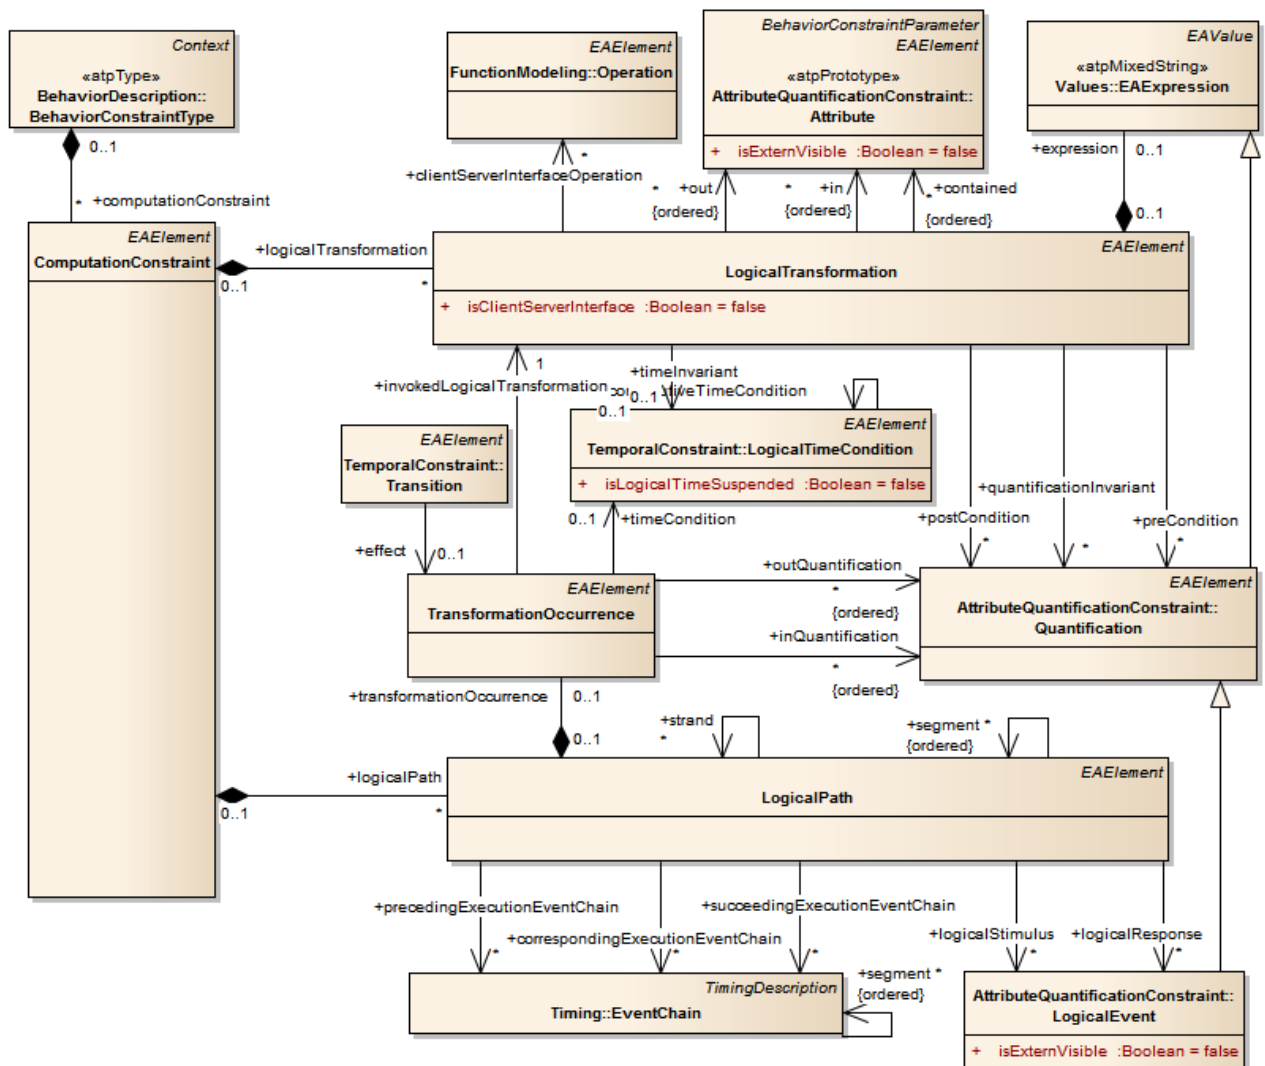 Context
«atpType»
BehaviorDescription::
BehaviorConstraintType
0..1
* +computationConstraint
EAElement
ComputationConstraint
EAElement
FunctionModeling::Operation
*
+clientServerInterfaceOperation
BehaviorConstraintParameter
EAElement
«atpPrototype»
AttributeQuantificationConstraint::
Attribute
+ isExternVisible :Boolean = false
* +out
{ordered}
* +in
{ordered}
* +contained
{ordered}
EAValue
«atpMixedString»
Values::EAExpression
+expression 0..1
0..1
+logicalTransformation
0..1
*
EAElement
LogicalTransformation
+ isClientServerInterface :Boolean = false
1
+invokedLogicalTransformation
+timeInvariant
0..1
tiveTimeCondition
0..1
EAElement
TemporalConstraint::
Transition
EAElement
TemporalConstraint::LogicalTimeCondition
+ isLogicalTimeSuspended :Boolean = false
0..1 +timeCondition
+quantificationInvariant
*
+postCondition
*
+preCondition
*
+effect 0..1
EAElement
TransformationOccurrence
+outQuantification
*
{ordered}
+inQuantification
*
{ordered}
EAElement
AttributeQuantificationConstraint::
Quantification
+transformationOccurrence 0..1
0..1
+strand
*
+segment *
{ordered}
+logicalPath
0..1
*
EAElement
LogicalPath
+precedingExecutionEventChain
*
+correspondingExecutionEventChain
*
+succeedingExecutionEventChain
*
+logicalStimulus
*
+logicalResponse
*
TimingDescription
Timing::EventChain
+segment *
{ordered}
AttributeQuantificationConstraint::
LogicalEvent
+ isExternVisible :Boolean = false